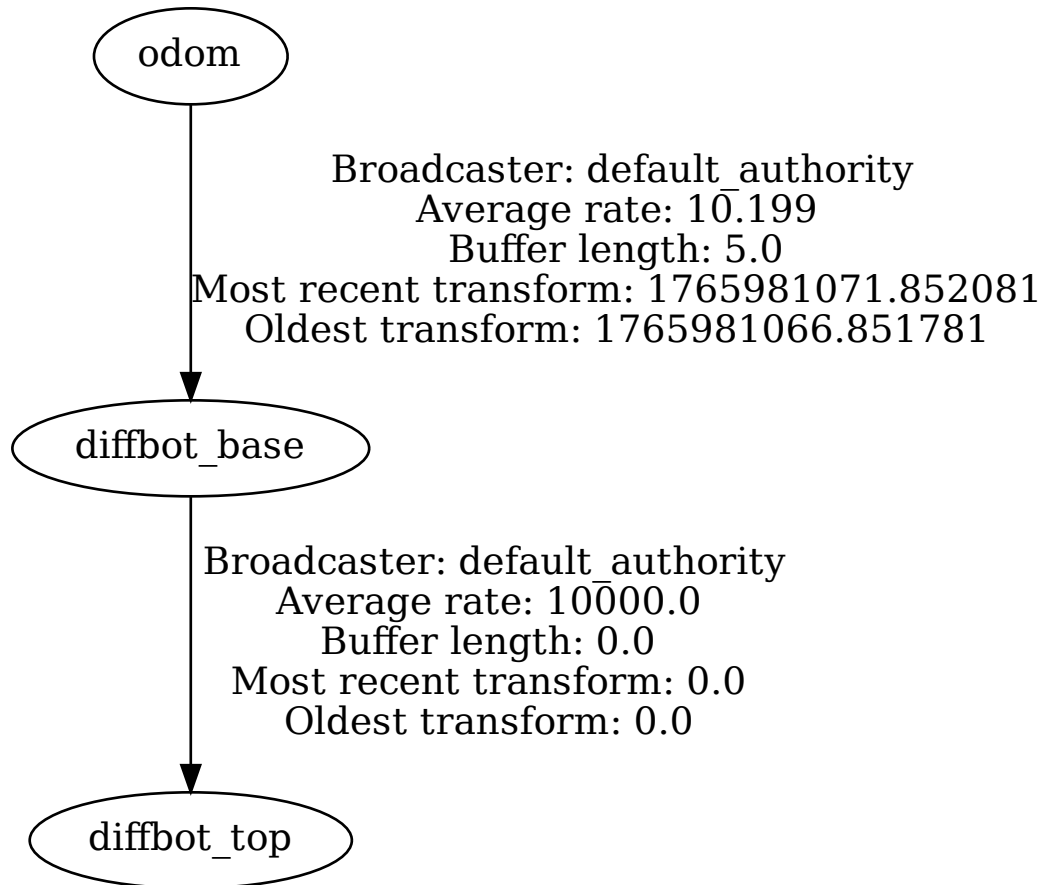 odom
Broadcaster: default_authority
Average rate: 10.199
Buffer length: 5.0
Most recent transform: 1765981071.852081
Oldest transform: 1765981066.851781
diffbot_base
Broadcaster: default_authority
Average rate: 10000.0
Buffer length: 0.0
Most recent transform: 0.0
Oldest transform: 0.0
diffbot_top